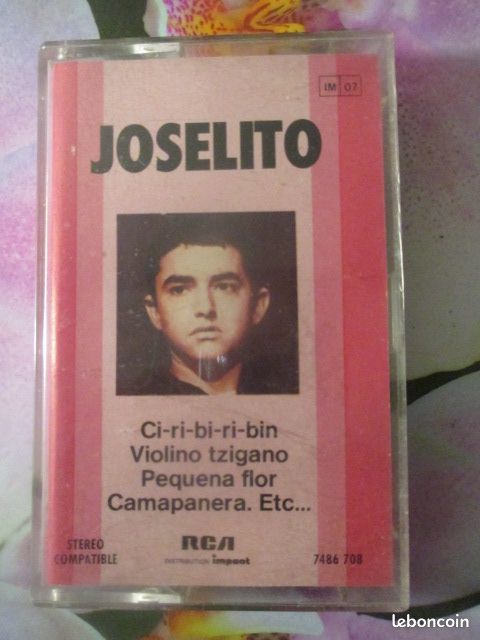 IM 07
JOSELITO
Ci-ri-bi-ri-bin
Violino tzigano
Pequena flor
Camapanera. Etc...
STEREO
COMPATIBLE
RCA
DISTRIBUTION impact
7486 708
leboncoin